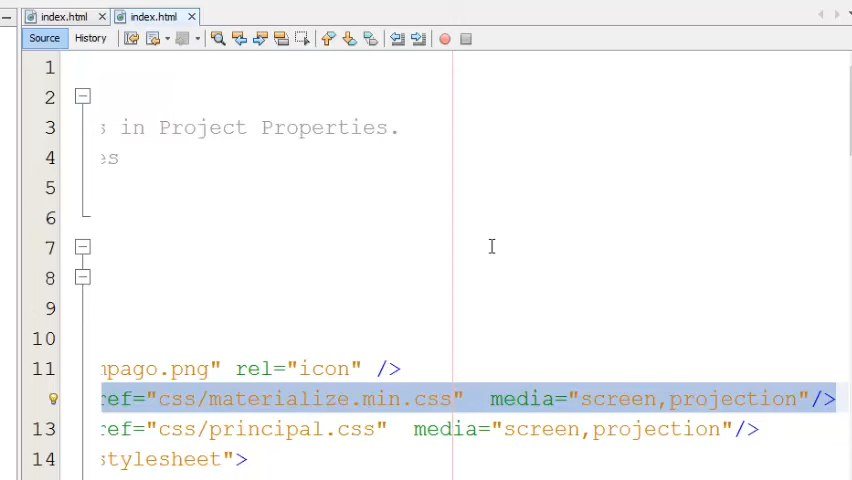 index.html index.html
Source History
1
2
3 s in Project Properties.
4 es
5
6
7
8
9
10
11 npago.png" rel="icon" />
ref="css/materialize.min.css" media="screen,projection"/>
13 ref="css/principal.css" media="screen,projection"/>
14 stylesheet">